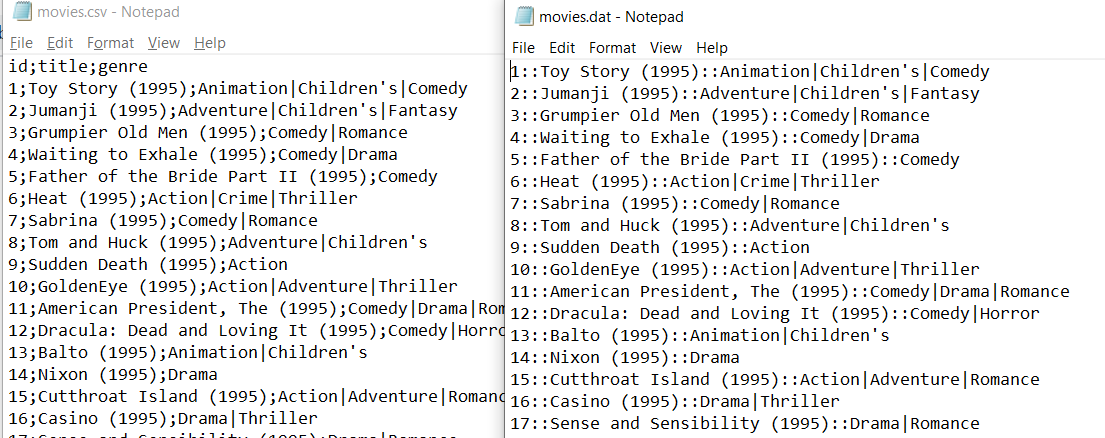 movies.csv - Notepad
File Edit Format View Help
id;title;genre
1;Toy Story (1995);Animation|Children's|Comedy
2;Jumanji (1995);Adventure|Children's|Fantasy
3;Grumpier Old Men (1995);Comedy|Romance
4;Waiting to Exhale (1995);Comedy|Drama
5;Father of the Bride Part II (1995);Comedy
6;Heat (1995);Action|Crime|Thriller
7;Sabrina (1995);Comedy|Romance
8;Tom and Huck (1995);Adventure|Children's
9;Sudden Death (1995);Action
10;GoldenEye (1995);Action|Adventure|Thriller
11;American President, The (1995);Comedy|Drama|Rom
12;Dracula: Dead and Loving It (1995);Comedy|Horro
13;Balto (1995);Animation|Children's
14;Nixon (1995);Drama
15;Cutthroat Island (1995);Action|Adventure|Romanc
16;Casino (1995);Drama|Thriller
17;Sense and Sensibility (1995);Drama|Romance
movies.dat - Notepad
File Edit Format View Help
1::Toy Story (1995)::Animation|Children's|Comedy
2::Jumanji (1995)::Adventure|Children's|Fantasy
3::Grumpier Old Men (1995)::Comedy|Romance
4::Waiting to Exhale (1995)::Comedy|Drama
5::Father of the Bride Part II (1995)::Comedy
6::Heat (1995)::Action|Crime|Thriller
7::Sabrina (1995)::Comedy|Romance
8::Tom and Huck (1995)::Adventure|Children's
9::Sudden Death (1995)::Action
10::GoldenEye (1995)::Action|Adventure|Thriller
11::American President, The (1995)::Comedy|Drama|Romance
12::Dracula: Dead and Loving It (1995)::Comedy|Horror
13::Balto (1995)::Animation|Children's
14::Nixon (1995)::Drama
15::Cutthroat Island (1995)::Action|Adventure|Romance
16::Casino (1995)::Drama|Thriller
17::Sense and Sensibility (1995)::Drama|Romance